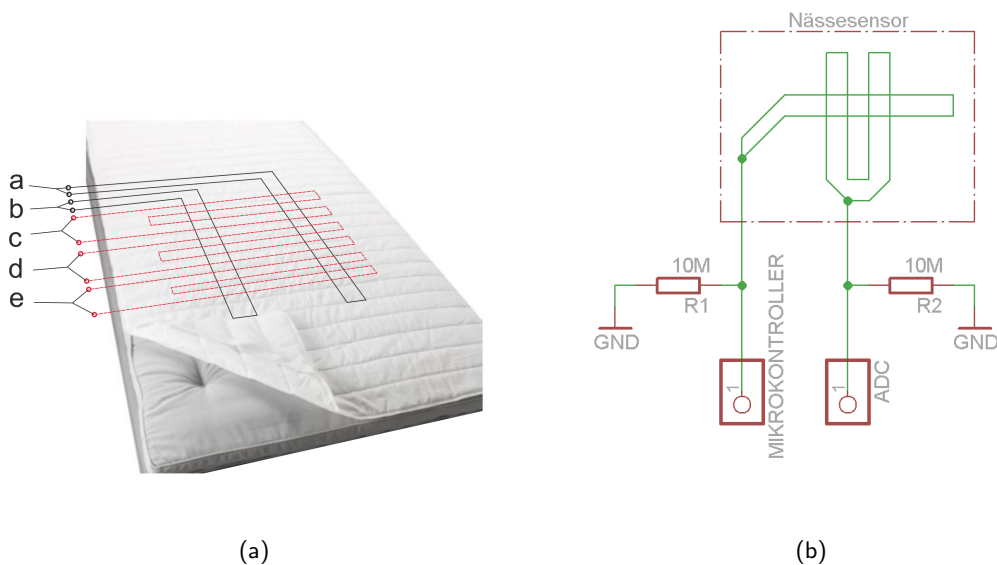 a
b
c
d
e
(a)
Nässesensor
10M
R1
GND
10M
R2
GND
1
MIKROKONTROLLER
1
ADC
(b)